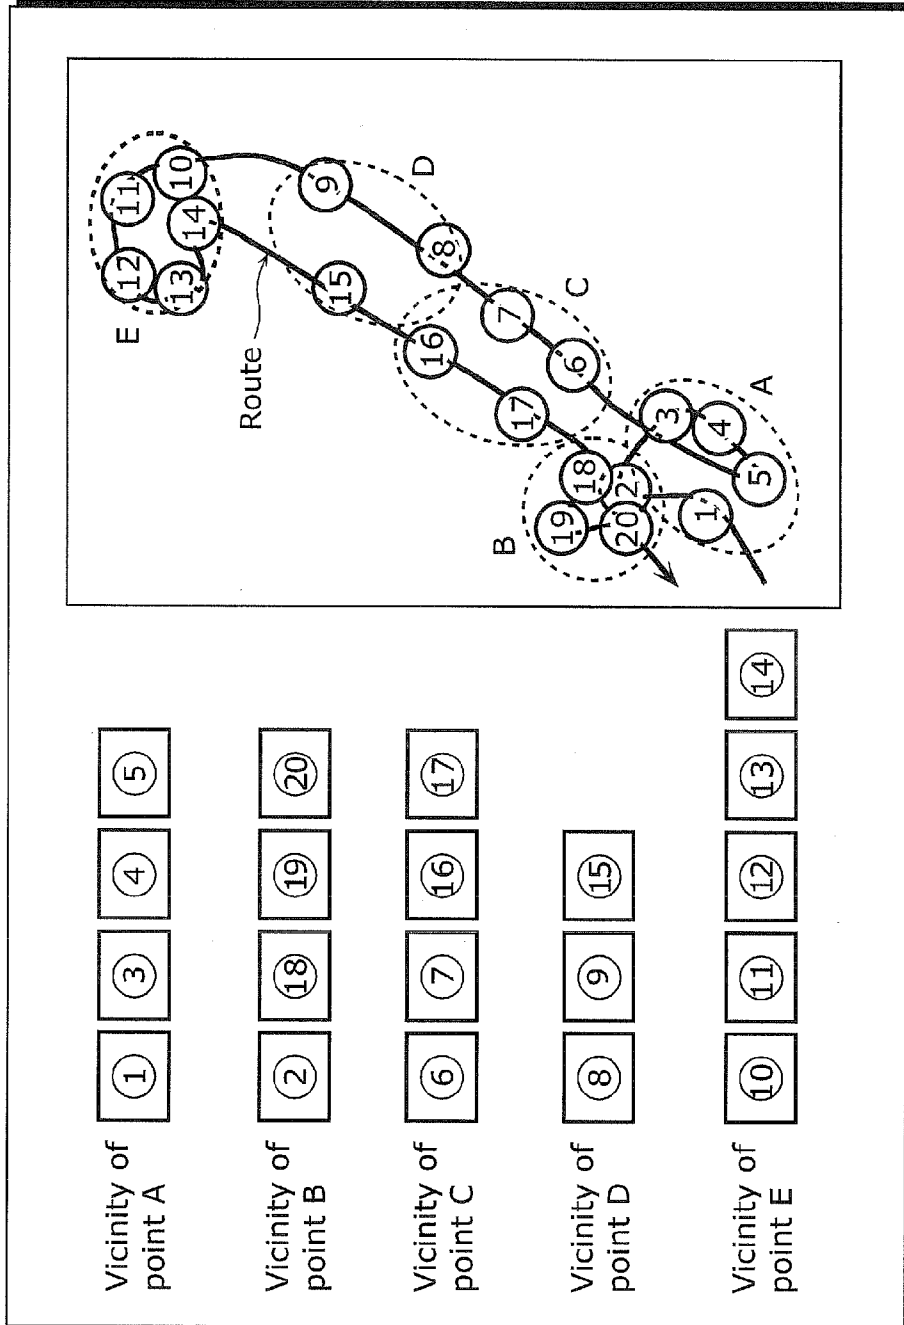 Vicinity of
point A
1 3 4 5
Vicinity of
point B
2 18 19 20
Vicinity of
point C
6 7 16 17
Vicinity of
point D
8 9 15
Vicinity of
point E
10 11 12 13 14
E 12 11
13 10
14
Route
15 9
16 8 D
B 17 7
19 18 6 C
20 2
3
1 4
5 A